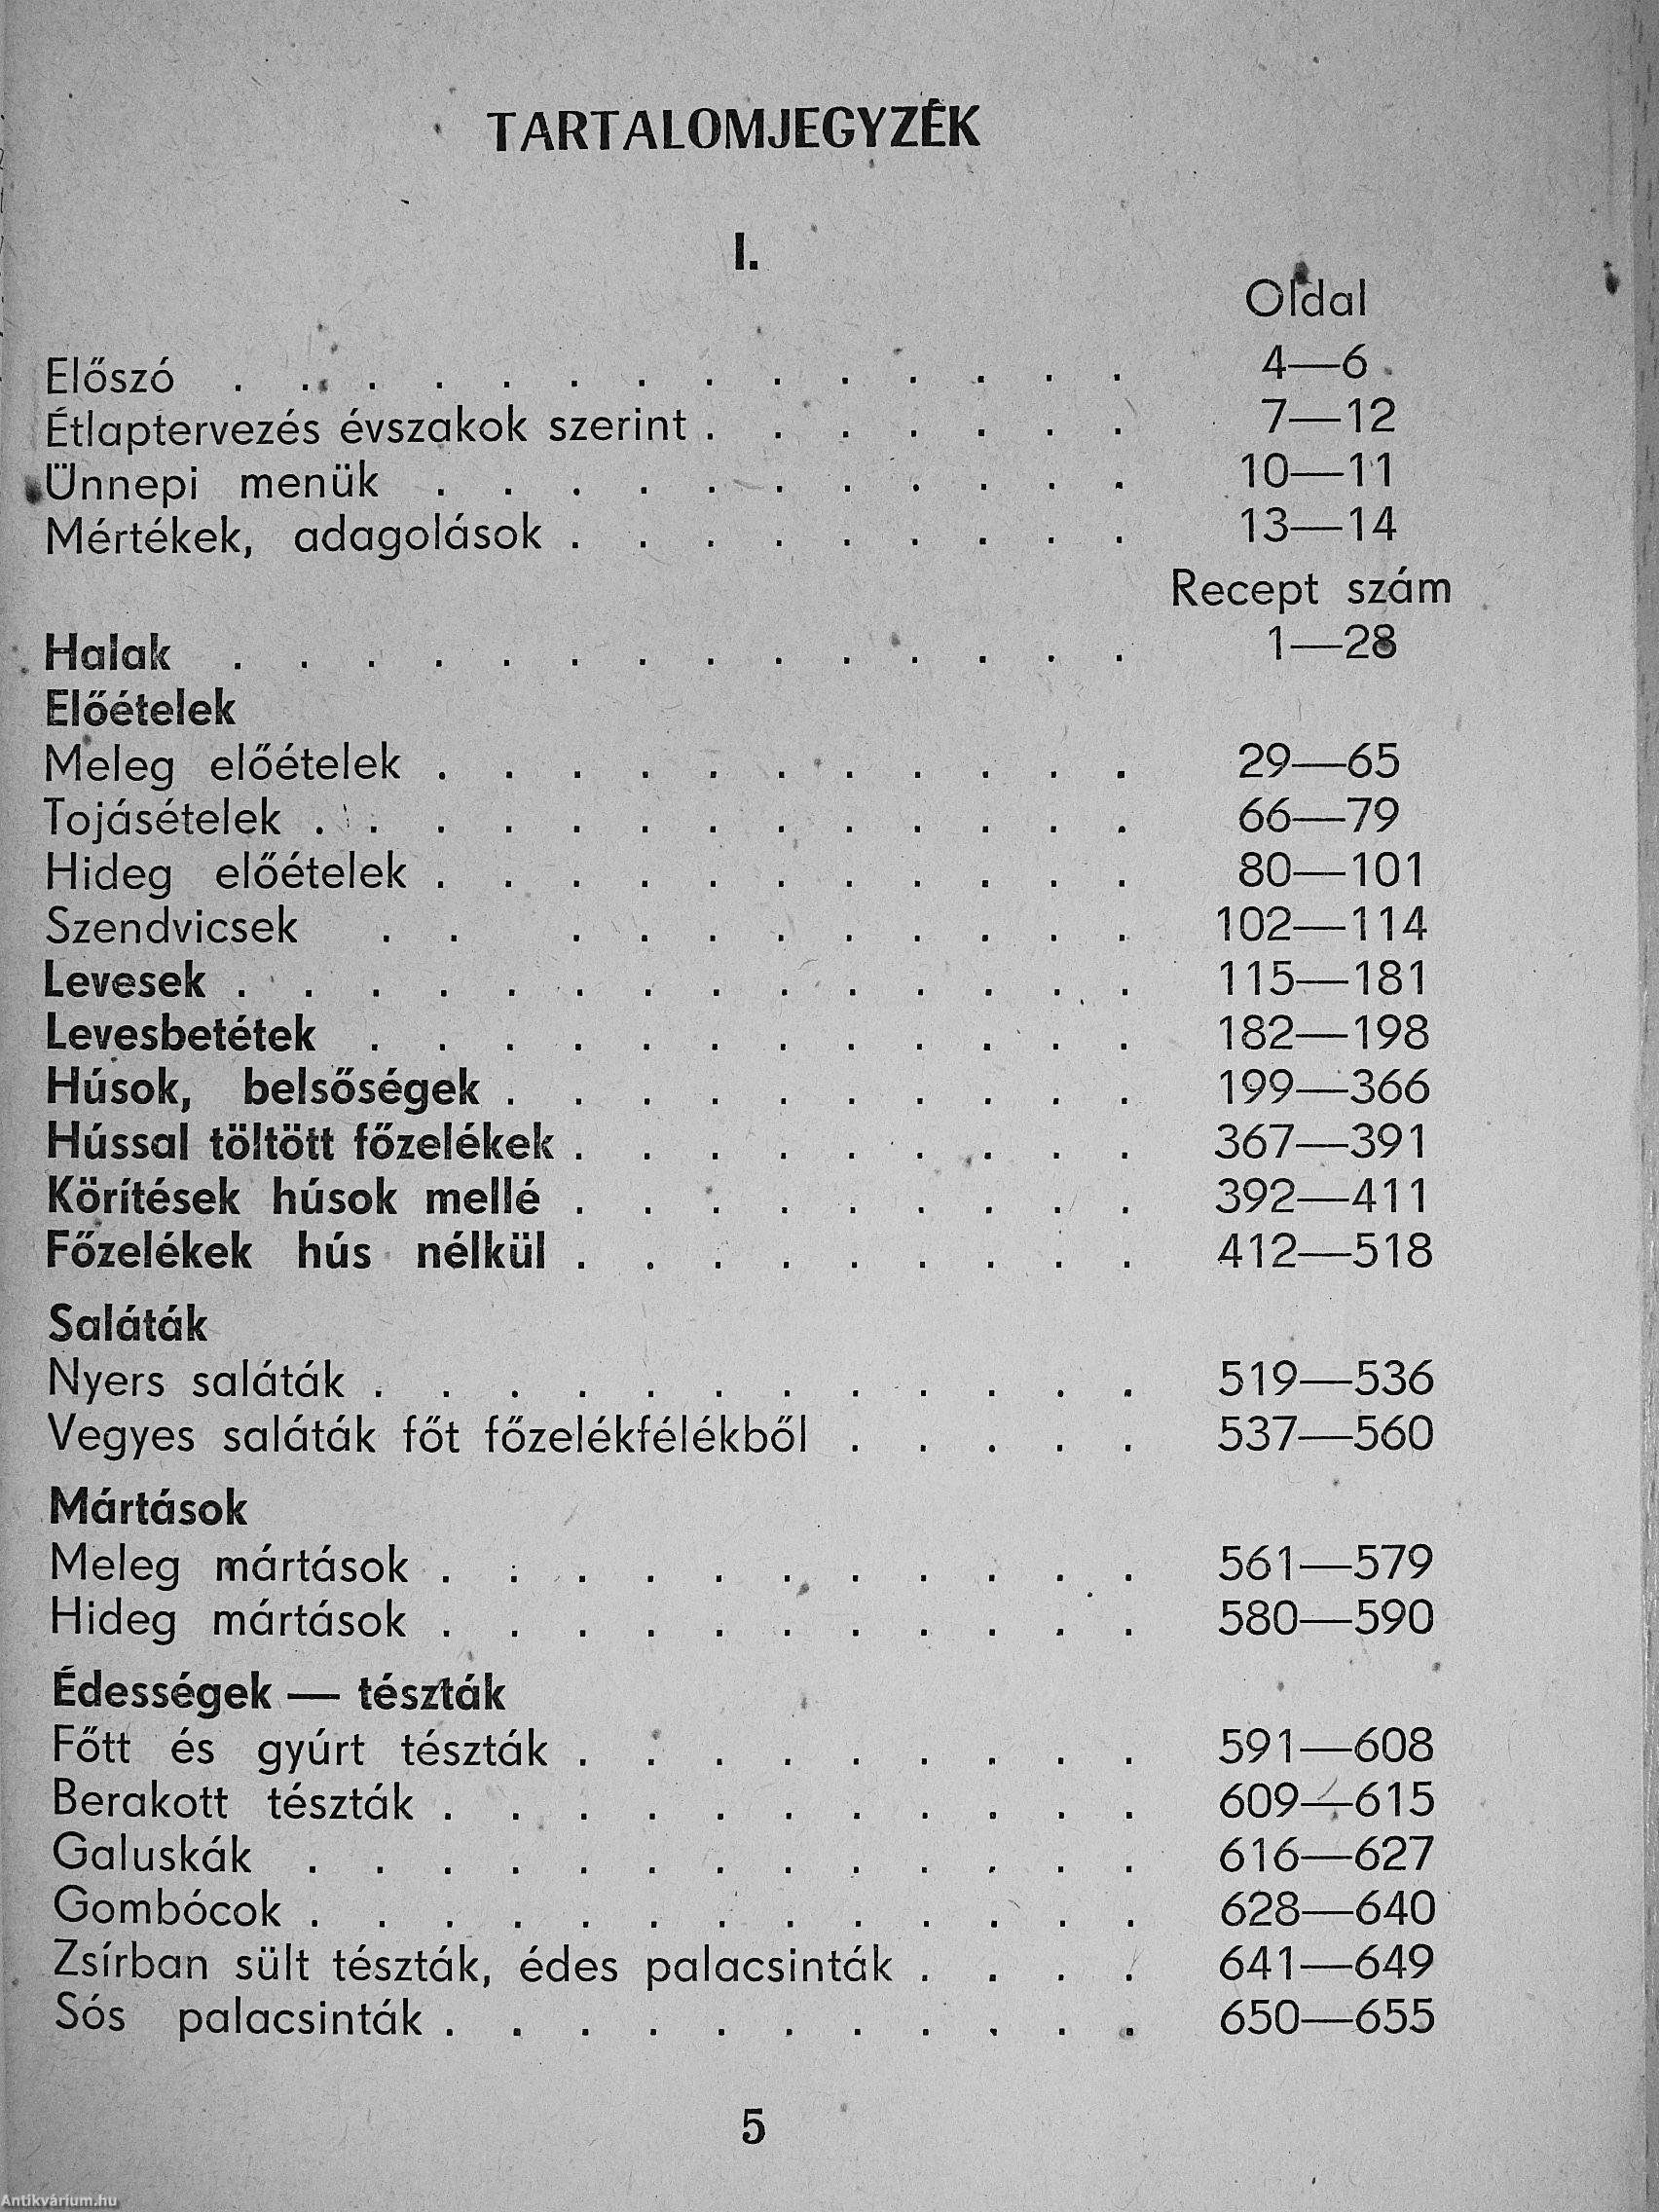 TARTALOMJEGYZÉK
I.
Oldal
Előszó . . . . . . . . . . . . . . 4—6
Étlaptervezés évszakok szerint . . . . . . . 7—12
Ünnepi menük . . . . . . . . . . . 10—11
Mértékek, adagolások . . . . . . . . . 13—14
Recept szám
Halak . . . . . . . . . . . . . . 1—28
Előételek
Meleg előételek . . . . . . . . . . . 29—65
Tojásételek . . . . . . . . . . . . . 66—79
Hideg előételek . . . . . . . . . . . 80—101
Szendvicsek . . . . . . . . . . . 102—114
Levesek . . . . . . . . . . . . . . 115—181
Levesbetétek . . . . . . . . . . . . 182—198
Húsok, belsőségek . . . . . . . . . . 199—366
Hússal töltött főzelékek . . . . . . . . . 367—391
Körítések húsok mellé . . . . . . . . . 392—411
Főzelékek hús nélkül . . . . . . . . . 412—518
Saláták
Nyers saláták . . . . . . . . . . . . 519—536
Vegyes saláták főt főzelékfélékből . . . . . 537—560
Mártások
Meleg mártások . . . . . . . . . . . 561—579
Hideg mártások . . . . . . . . . . . 580—590
Édességek — tészták
Főtt és gyúrt tészták . . . . . . . . . 591—608
Berakott tészták . . . . . . . . . . . 609—615
Galuskák . . . . . . . . . . . . . 616—627
Gombócok . . . . . . . . . . . . . 628—640
Zsírban sült tészták, édes palacsinták . . . . 641—649
Sós palacsinták . . . . . . . . . . . 650—655
5
Antikvárium.hu